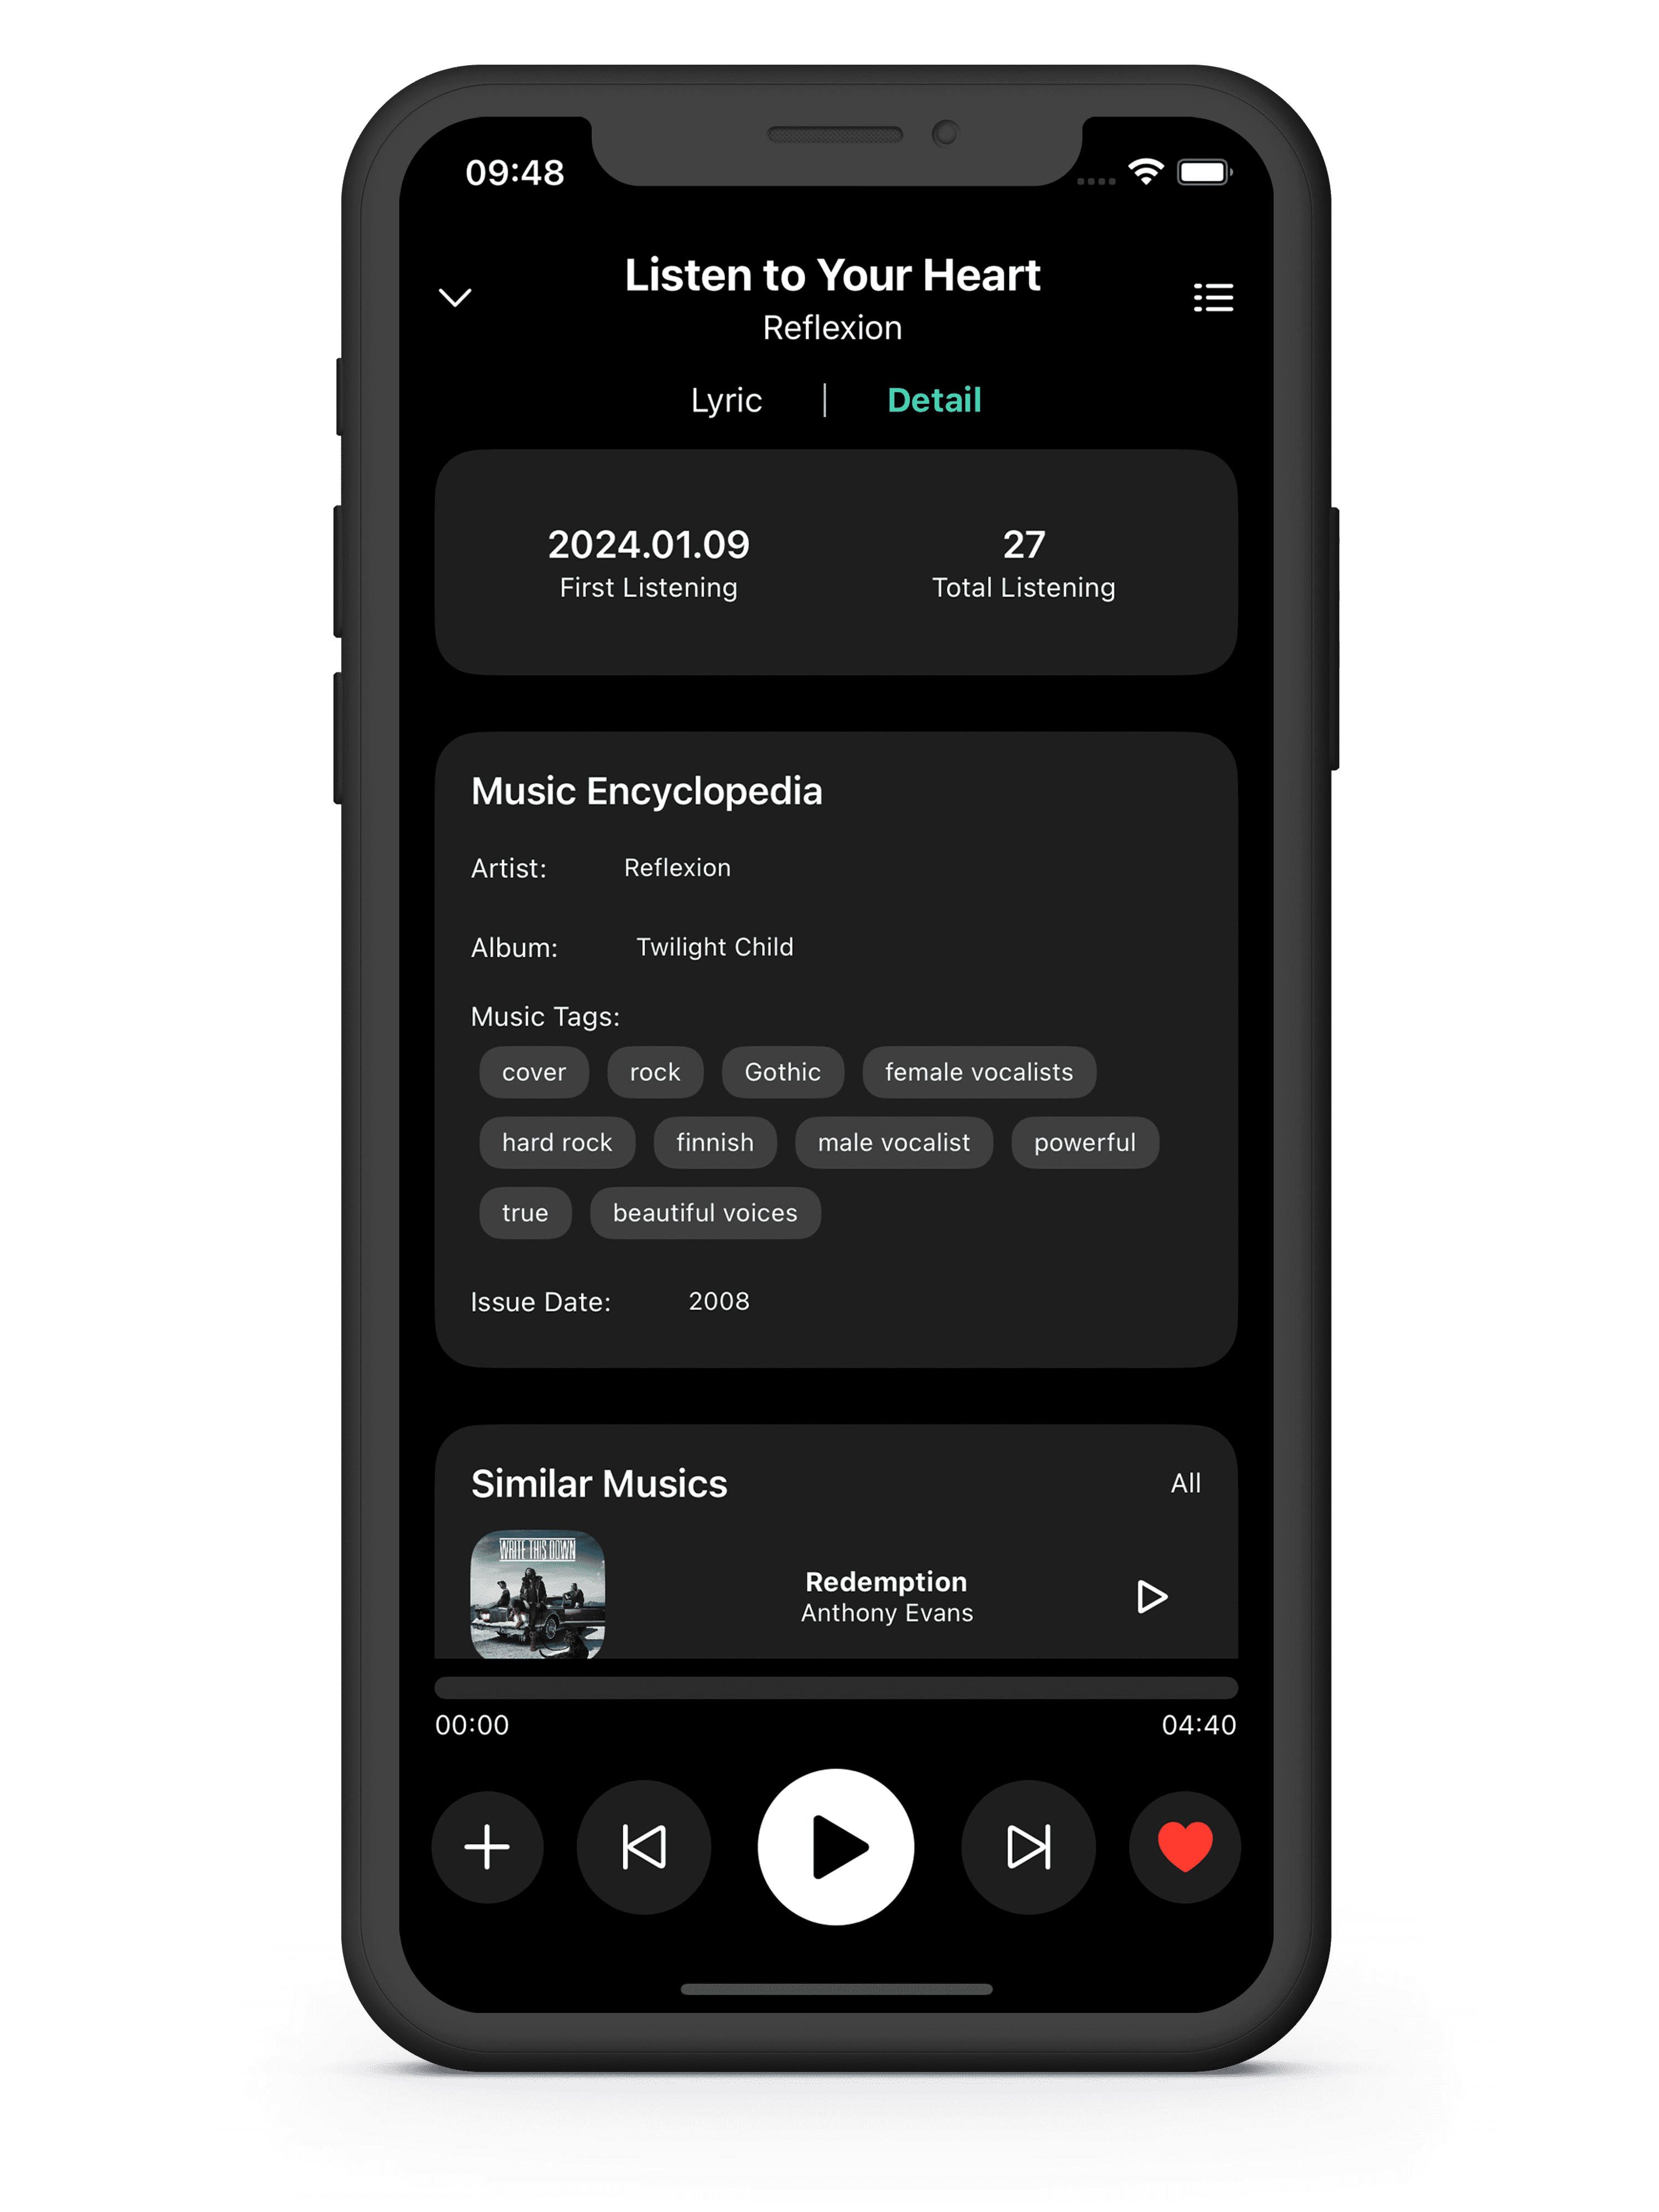 09:48
Listen to Your Heart
Reflexion
Lyric | Detail
2024.01.09 27
First Listening Total Listening
Music Encyclopedia
Artist: Reflexion
Album: Twilight Child
Music Tags:
cover rock Gothic female vocalists
hard rock finnish male vocalist powerful
true beautiful voices
Issue Date: 2008
Similar Musics All
WRITE THIS DOWN
Redemption
Anthony Evans
00:00 04:40